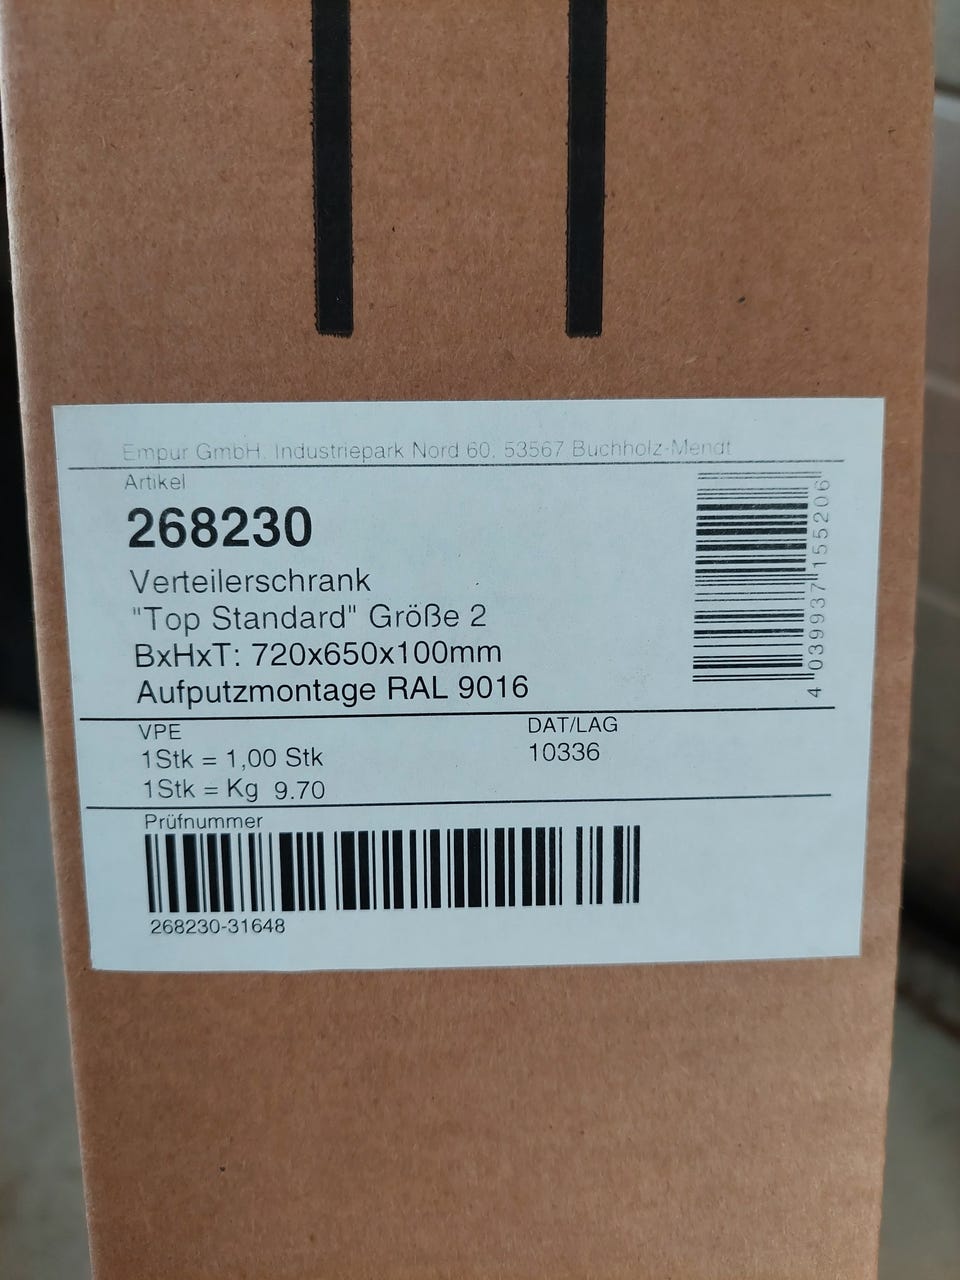 Empur GmbH. Industriepark Nord 60. 53567 Buchholz-Mendt
Artikel
268230
Verteilerschrank
"Top Standard" Größe 2
BxHxT: 720x650x100mm
Aufputzmontage RAL 9016
4 039937 155206
VPE
1Stk = 1,00 Stk
1Stk = Kg 9.70
DAT/LAG
10336
Prüfnummer
268230-31648